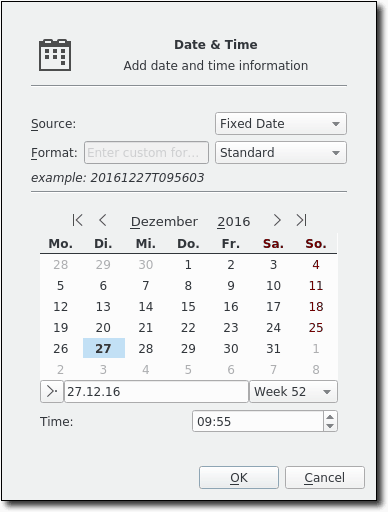 Date & Time
Add date and time information
Source: Fixed Date
Format: Enter custom for... Standard
example: 20161227T095603
Dezember 2016
Mo. Di. Mi. Do. Fr. Sa. So.
28 29 30 1 2 3 4
5 6 7 8 9 10 11
12 13 14 15 16 17 18
19 20 21 22 23 24 25
26 27 28 29 30 31 1
2 3 4 5 6 7 8
27.12.16 Week 52
Time: 09:55
OK Cancel